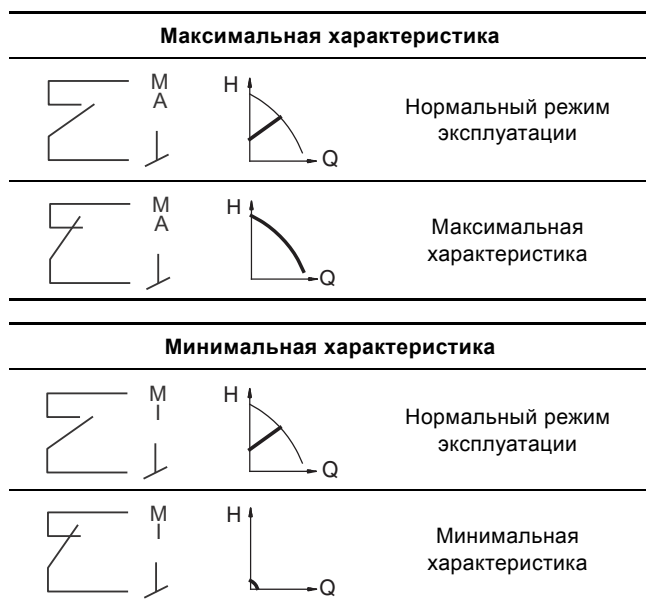 Максимальная характеристика
M
A
H
Q
Нормальный режим
эксплуатации
M
A
H
Q
Максимальная
характеристика
Минимальная характеристика
M
I
H
Q
Нормальный режим
эксплуатации
M
I
H
Q
Минимальная
характеристика